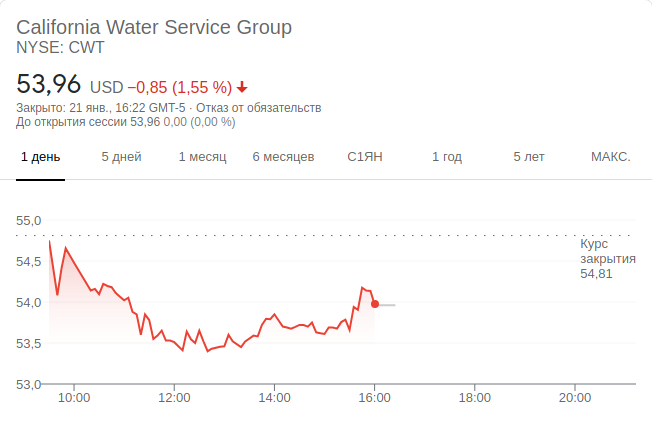 California Water Service Group
NYSE: CWT
53,96 USD −0,85 (1,55 %)
Закрыто: 21 янв., 16:22 GMT-5 · Отказ от обязательств
До открытия сессии 53,96 0,00 (0,00 %)
1 день 5 дней 1 месяц 6 месяцев С1ЯН 1 год 5 лет МАКС.
55,0
Курс
закрытия
54,81
54,5
54,0
53,5
53,0
10:00 12:00 14:00 16:00 18:00 20:00